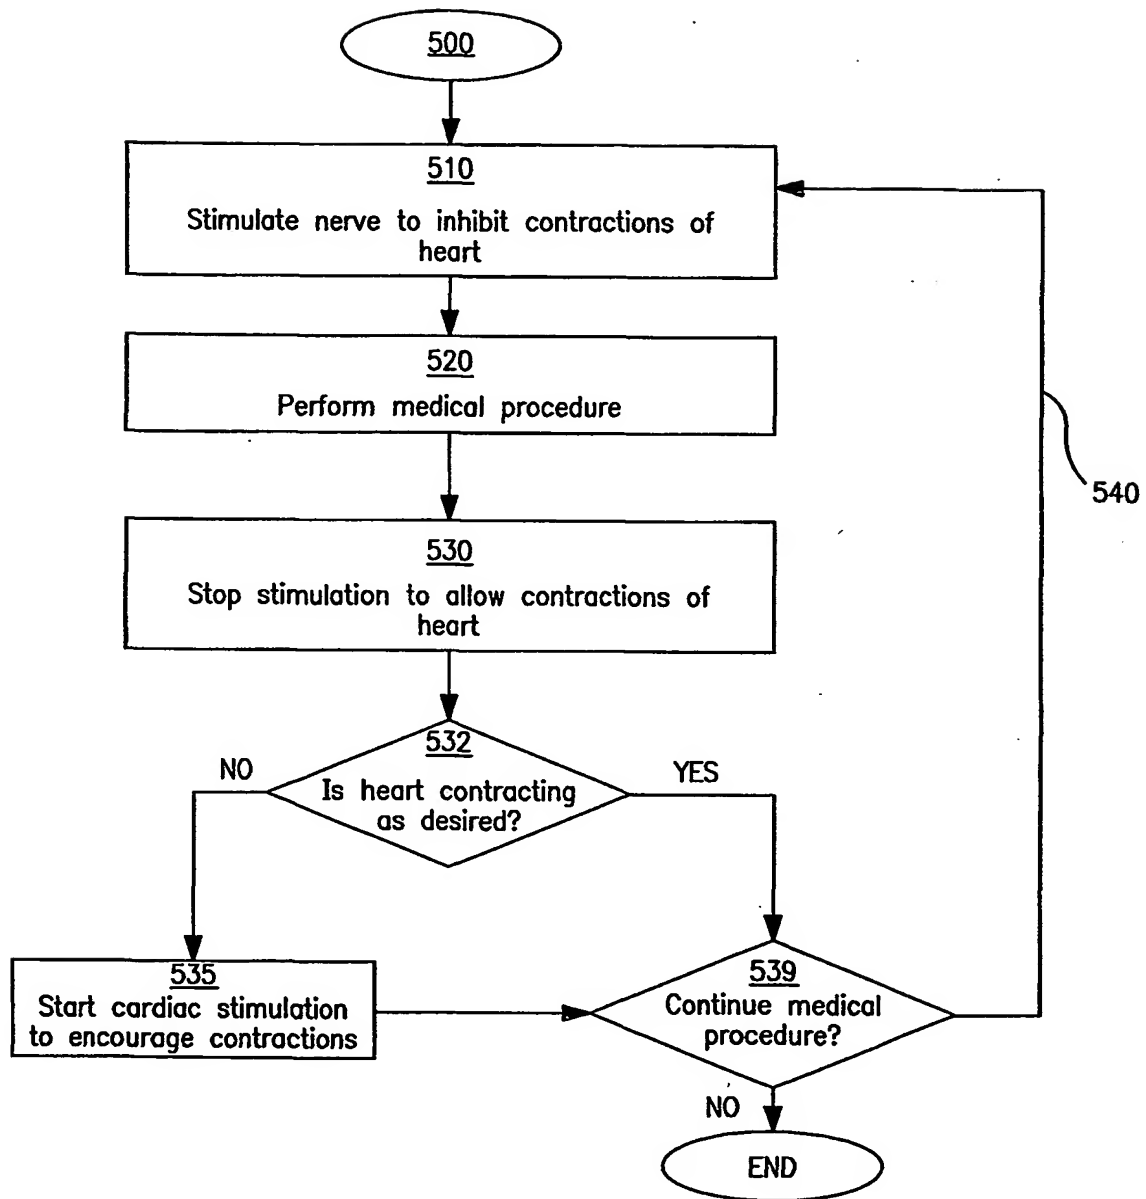 500
510
Stimulate nerve to inhibit contractions of
heart
520
Perform medical procedure
540
530
Stop stimulation to allow contractions of
heart
532
NO
YES
Is heart contracting
as desired?
535
Start cardiac stimulation
to encourage contractions
539
Continue medical
procedure?
NO
END